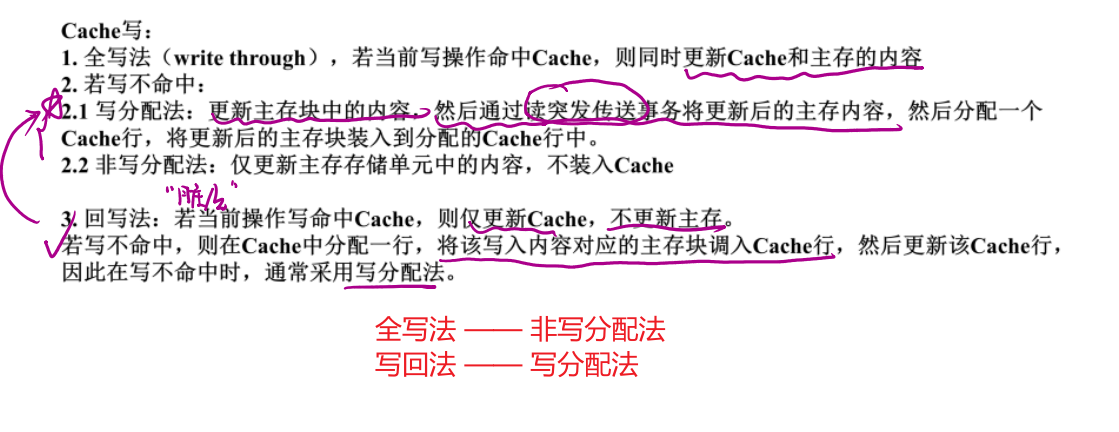 Cache写：
1. 全写法（write through），若当前写操作命中Cache，则同时更新Cache和主存的内容
2. 若写不命中：
2.1 写分配法：更新主存块中的内容，然后通过读突发传送事务将更新后的主存内容，然后分配一个
Cache行，将更新后的主存块装入到分配的Cache行中。
2.2 非写分配法：仅更新主存存储单元中的内容，不装入Cache
“脏位”
3. 回写法：若当前操作写命中Cache，则仅更新Cache，不更新主存。
若写不命中，则在Cache中分配一行，将该写入内容对应的主存块调入Cache行，然后更新该Cache行，
因此在写不命中时，通常采用写分配法。
全写法 —— 非写分配法
写回法 —— 写分配法